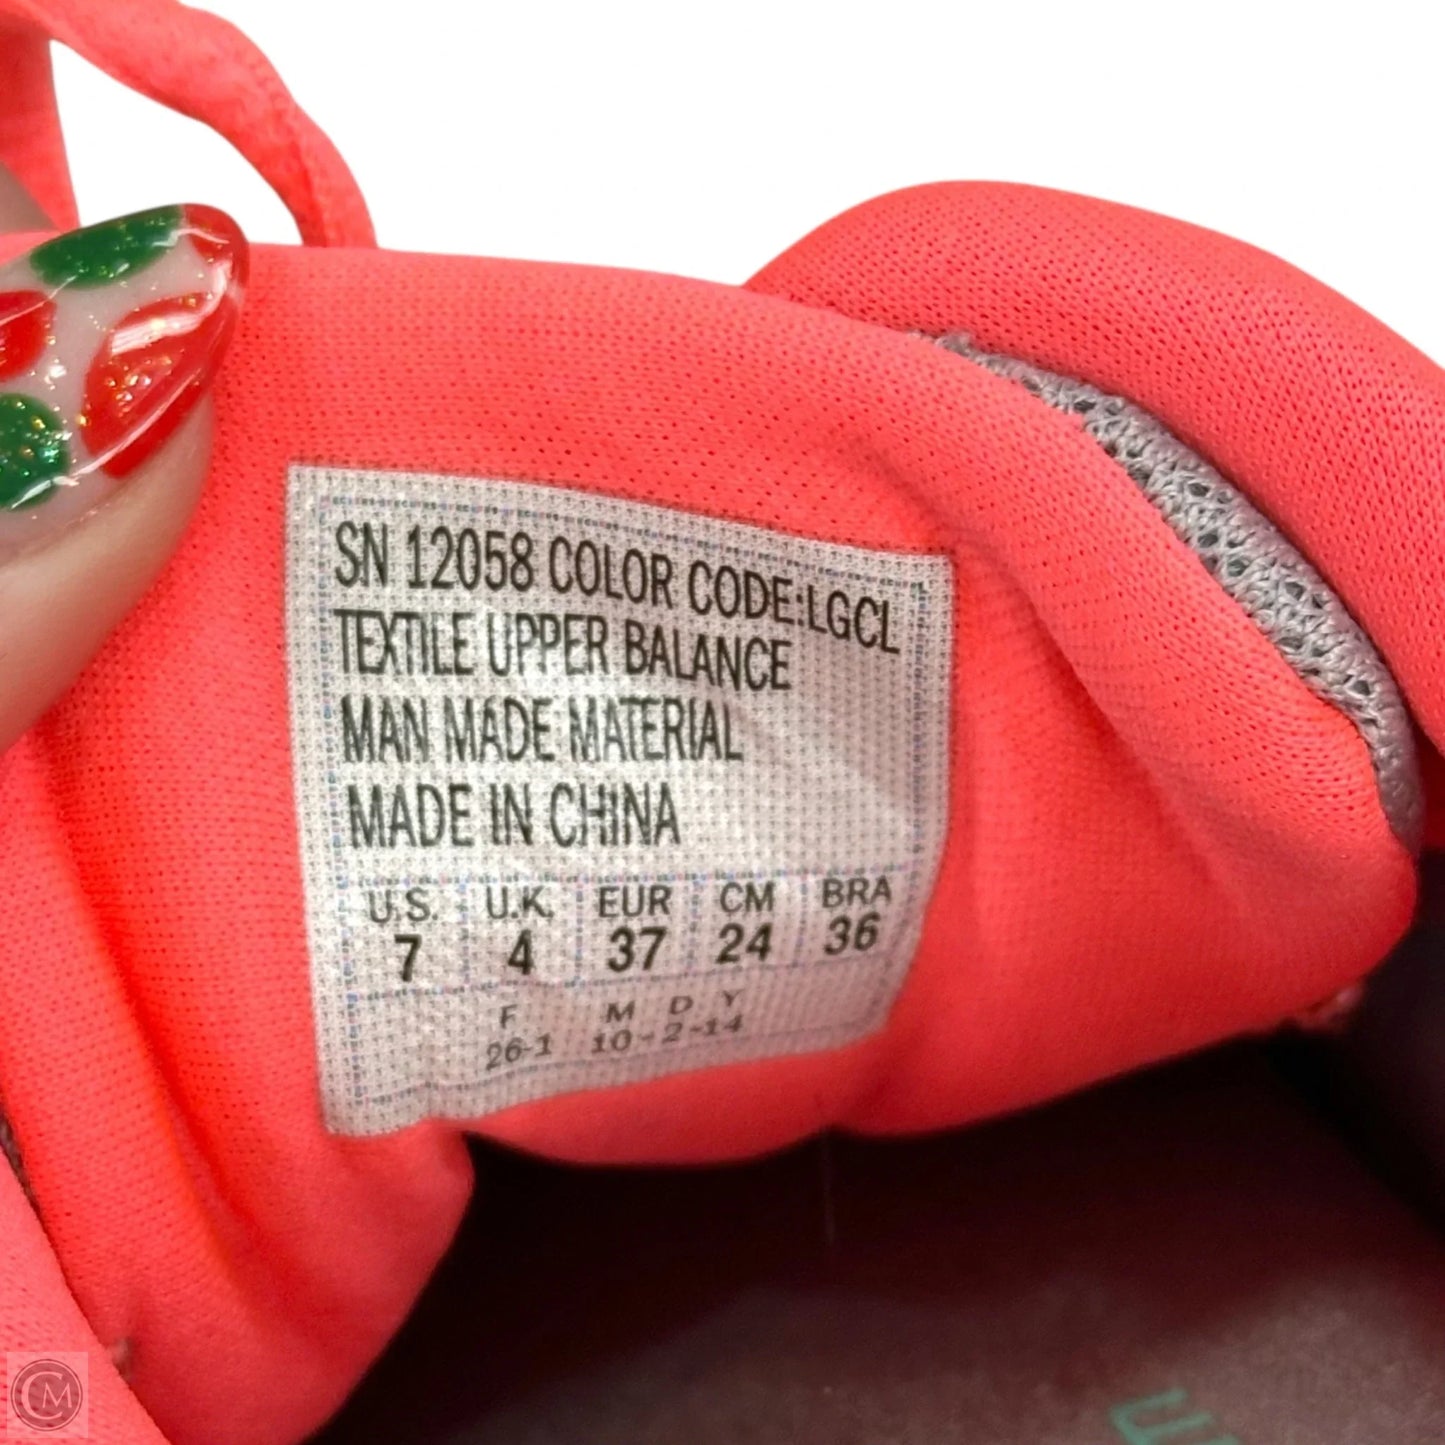 SN 12058 COLOR CODE:LGCL
TEXTILE UPPER BALANCE
MAN MADE MATERIAL
MADE IN CHINA
U.S. U.K. EUR CM BRA
7 4 37 24 36
F M D Y
26-1 10-2-14
CM